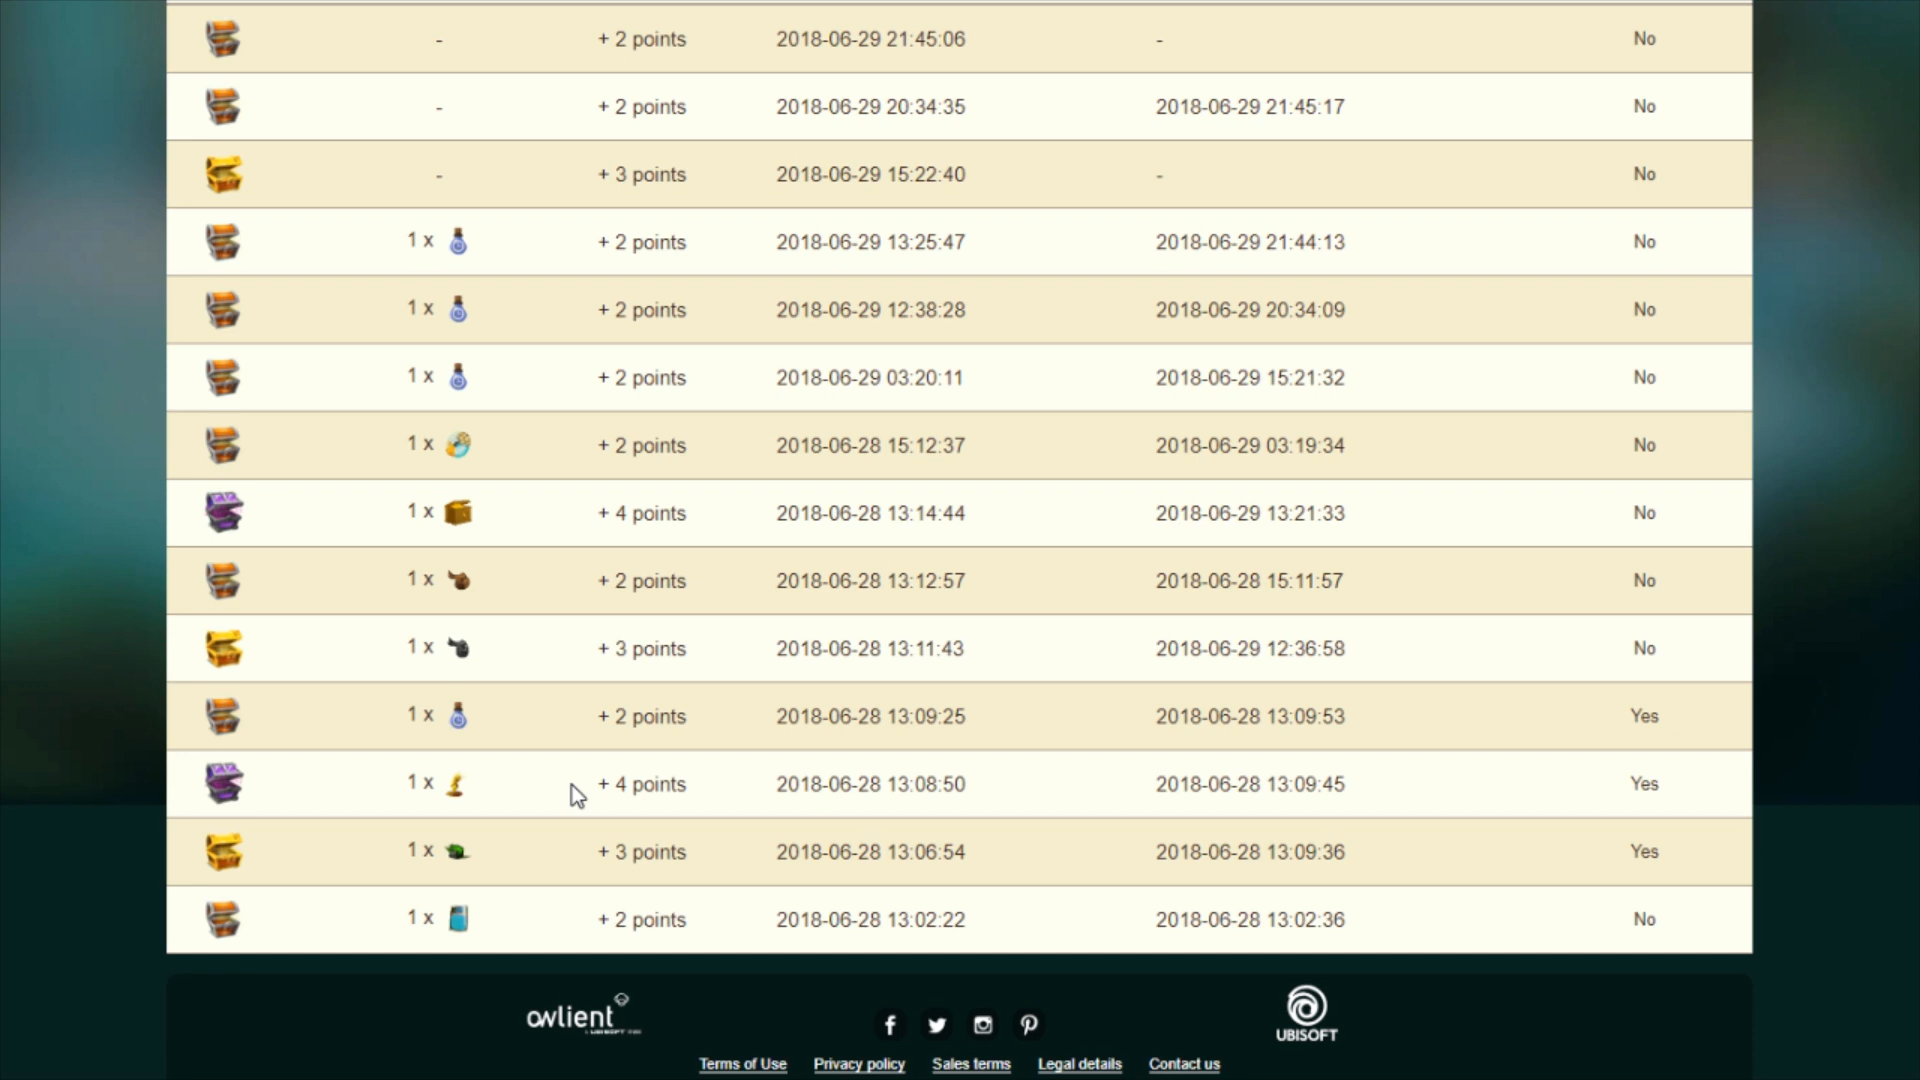 - + 2 points 2018-06-29 21:45:06 - No
- + 2 points 2018-06-29 20:34:35 2018-06-29 21:45:17 No
- + 3 points 2018-06-29 15:22:40 - No
1 x + 2 points 2018-06-29 13:25:47 2018-06-29 21:44:13 No
1 x + 2 points 2018-06-29 12:38:28 2018-06-29 20:34:09 No
1 x + 2 points 2018-06-29 03:20:11 2018-06-29 15:21:32 No
1 x + 2 points 2018-06-28 15:12:37 2018-06-29 03:19:34 No
1 x + 4 points 2018-06-28 13:14:44 2018-06-29 13:21:33 No
1 x + 2 points 2018-06-28 13:12:57 2018-06-28 15:11:57 No
1 x + 3 points 2018-06-28 13:11:43 2018-06-29 12:36:58 No
1 x + 2 points 2018-06-28 13:09:25 2018-06-28 13:09:53 Yes
1 x + 4 points 2018-06-28 13:08:50 2018-06-28 13:09:45 Yes
1 x + 3 points 2018-06-28 13:06:54 2018-06-28 13:09:36 Yes
1 x + 2 points 2018-06-28 13:02:22 2018-06-28 13:02:36 No
owlient
UBISOFT
Terms of Use Privacy policy Sales terms Legal details Contact us